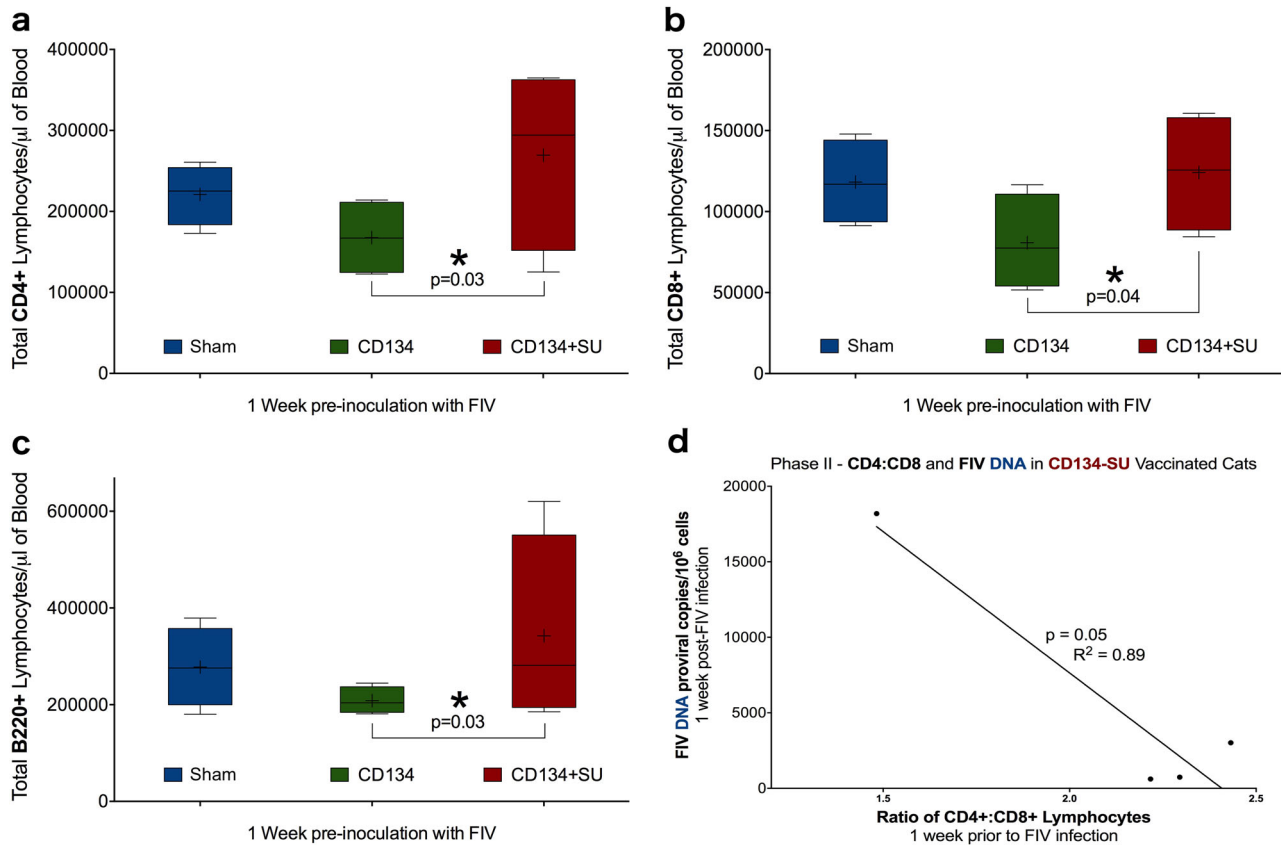 a
Total CD4+ Lymphocytes/µl of Blood
400000
300000
200000
100000
0
*
p=0.03
Sham
CD134
CD134+SU
1 Week pre-inoculation with FIV
b
Total CD8+ Lymphocytes/µl of Blood
200000
150000
100000
50000
0
*
p=0.04
Sham
CD134
CD134+SU
1 Week pre-inoculation with FIV
c
Total B220+ Lymphocytes/µl of Blood
600000
400000
200000
0
*
p=0.03
Sham
CD134
CD134+SU
1 Week pre-inoculation with FIV
d
Phase II - CD4:CD8 and FIV DNA in CD134-SU Vaccinated Cats
FIV DNA proviral copies/10⁶ cells
1 week post-FIV infection
20000
15000
10000
5000
0
p = 0.05
R² = 0.89
1.5
2.0
2.5
Ratio of CD4+:CD8+ Lymphocytes
1 week prior to FIV infection